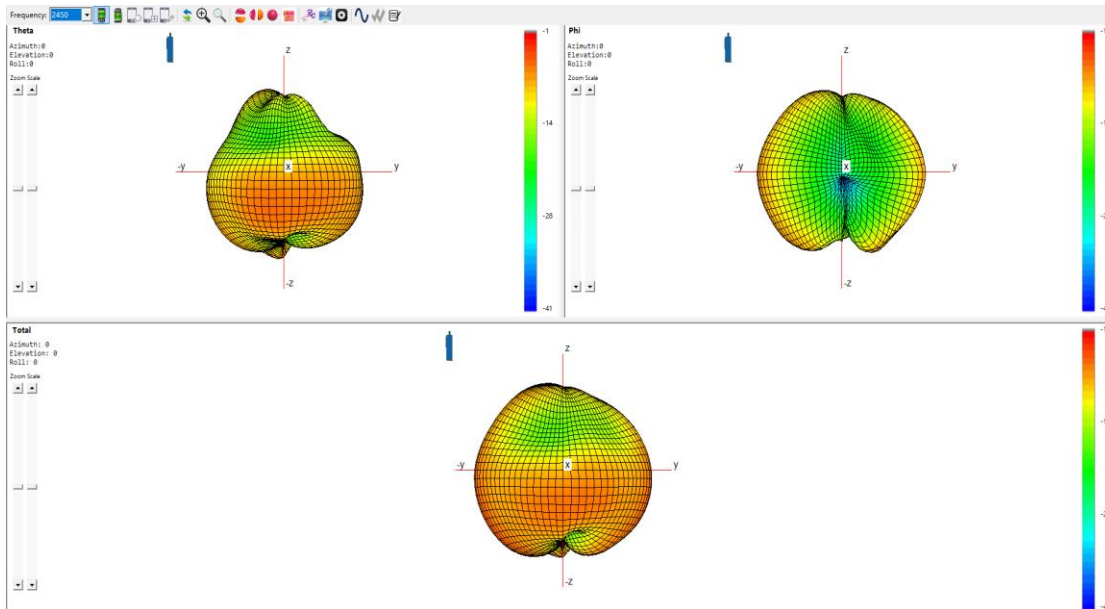 Frequency: 2450
Theta
Azimuth:0
Elevation:0
Roll:0
Zoom Scale
z
-y
x
y
-z
-1
-14
-28
-41
Phi
Azimuth:0
Elevation:0
Roll:0
Zoom Scale
z
-y
x
y
-z
Total
Azimuth: 0
Elevation: 0
Roll: 0
Zoom Scale
z
-y
x
y
-z